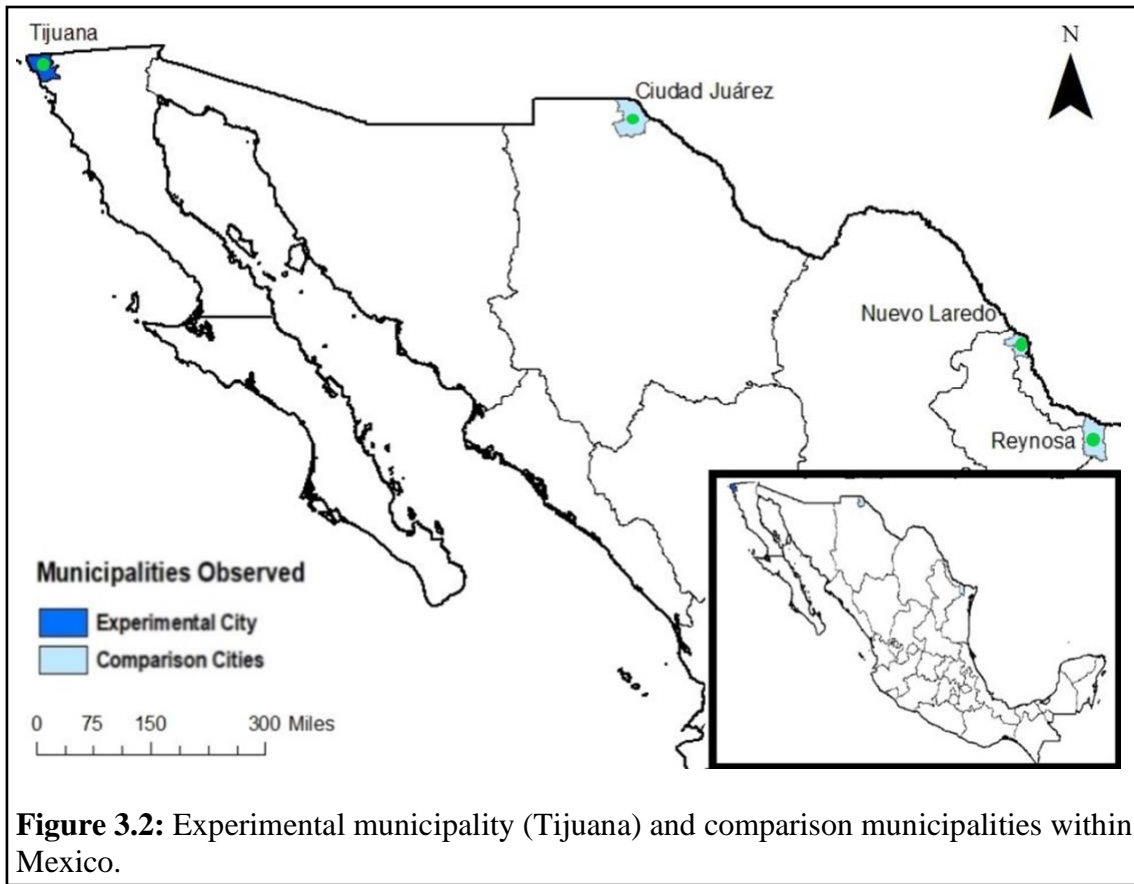 Tijuana
N
Ciudad Juárez
Nuevo Laredo
Reynosa
Municipalities Observed
Experimental City
Comparison Cities
0 75 150 300 Miles
Figure 3.2: Experimental municipality (Tijuana) and comparison municipalities within
Mexico.